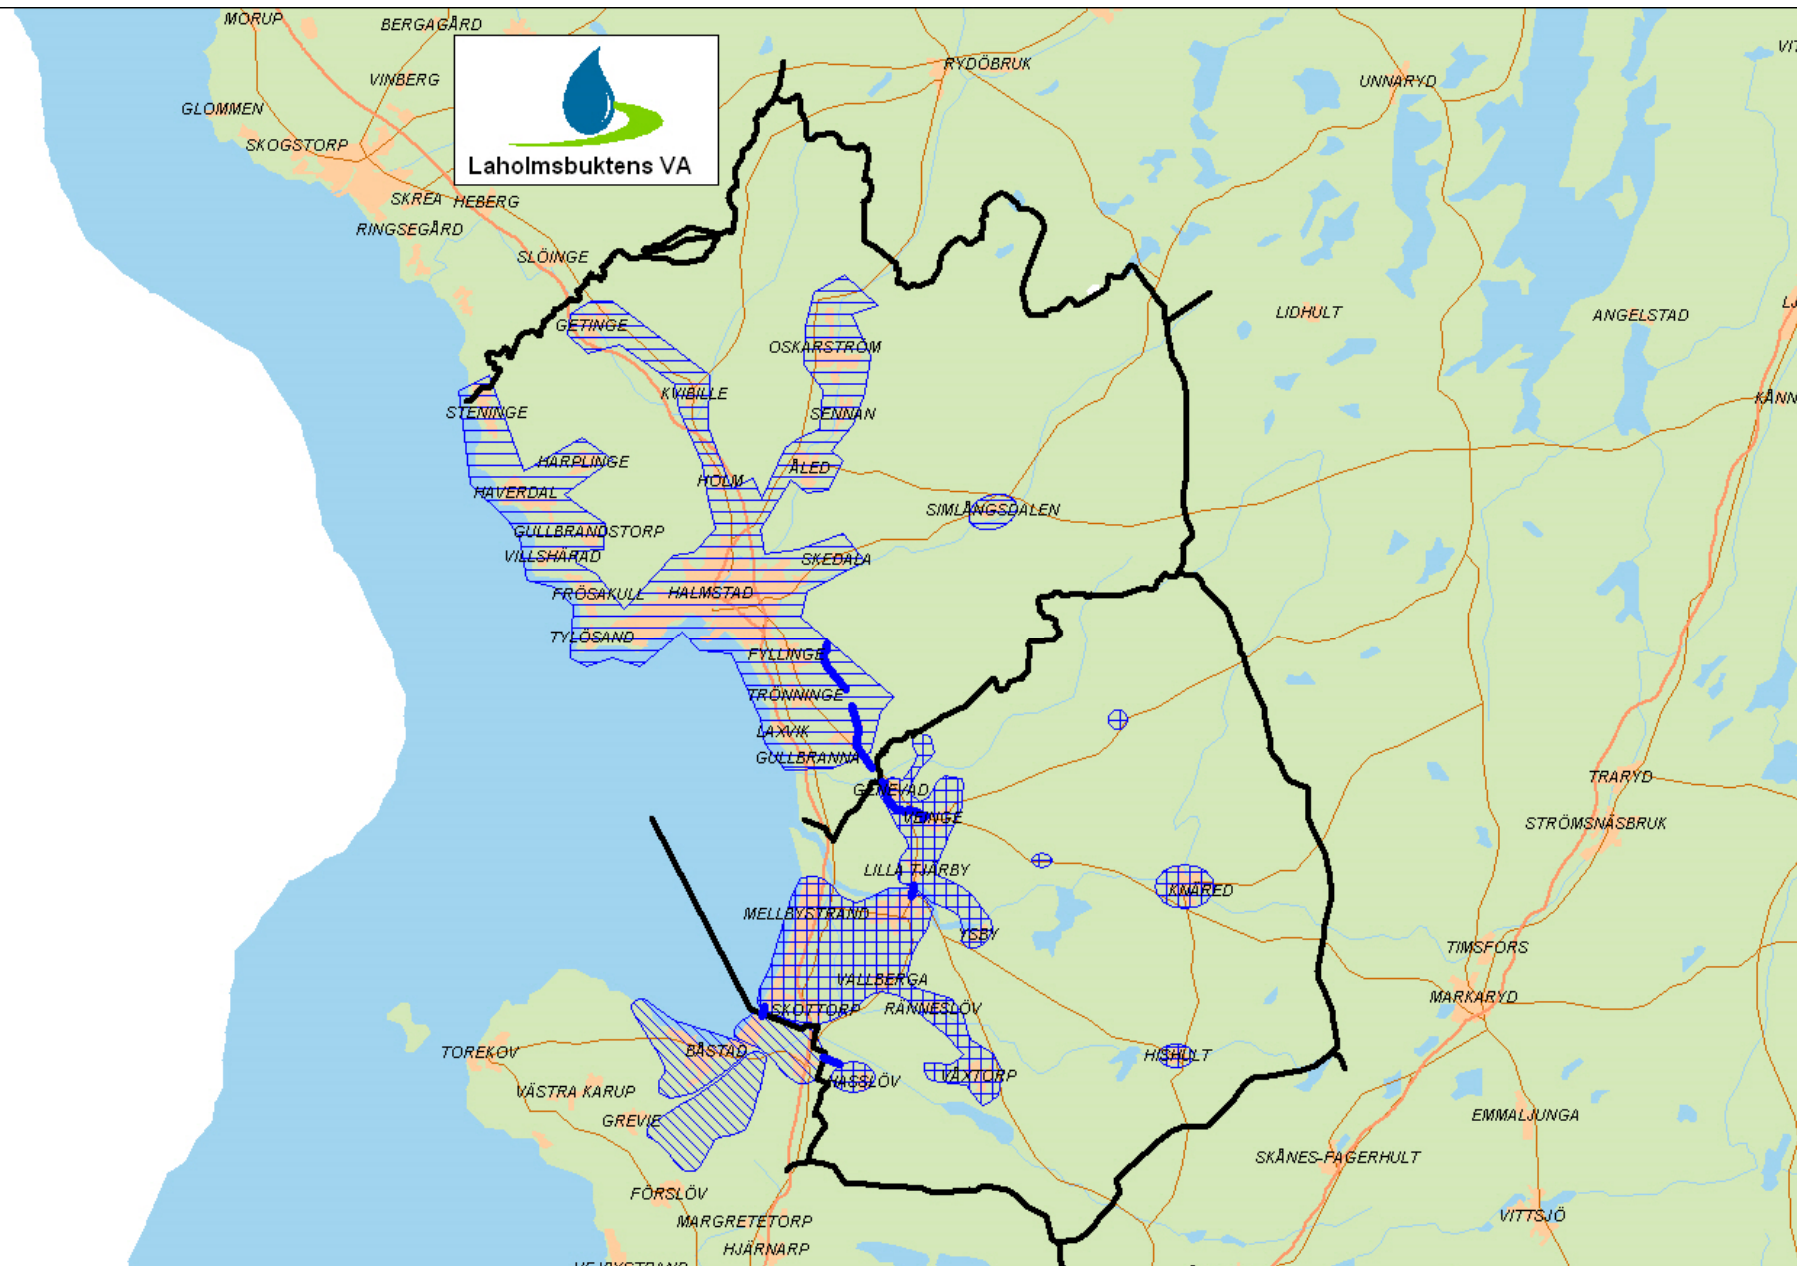 MORUP
BERGAGÅRD
VINBERG
GLOMMEN
SKOGSTORP
Laholmsbuktens VA
RYDÖBRUK
UNNARYD
SKREA
HEBERG
RINGSEGÅRD
SLÖINGE
GETINGE
OSKARSTRÖM
LIDHULT
ANGELSTAD
KVIBILLE
STENINGE
SENNAN
HARPLINGE
ÅLED
HOLM
HAVERDAL
SIMLÅNGSDALEN
GULLBRANDSTORP
VILLSHÄRAD
SKEDALA
FRÖSAKULL
HALMSTAD
TYLÖSAND
FYLLINGE
TRÖNNINGE
LAXVIK
GULLBRANNA
GENEVAD
VEINGE
TRARYD
STRÖMSNÄSBRUK
LILLA TJÄRBY
KNÄRED
MELLBYSTRAND
YSBY
TIMSFORS
VALLBERGA
MARKARYD
SKOTTORP
RÄNNESLÖV
TOREKOV
BÅSTAD
HISHULT
HASSLÖV
VÅXTORP
VÄSTRA KARUP
GREVIE
EMMALJUNGA
SKÅNES-FAGERHULT
FÖRSLÖV
MARGRETETORP
VITTSJÖ
HJÄRNARP